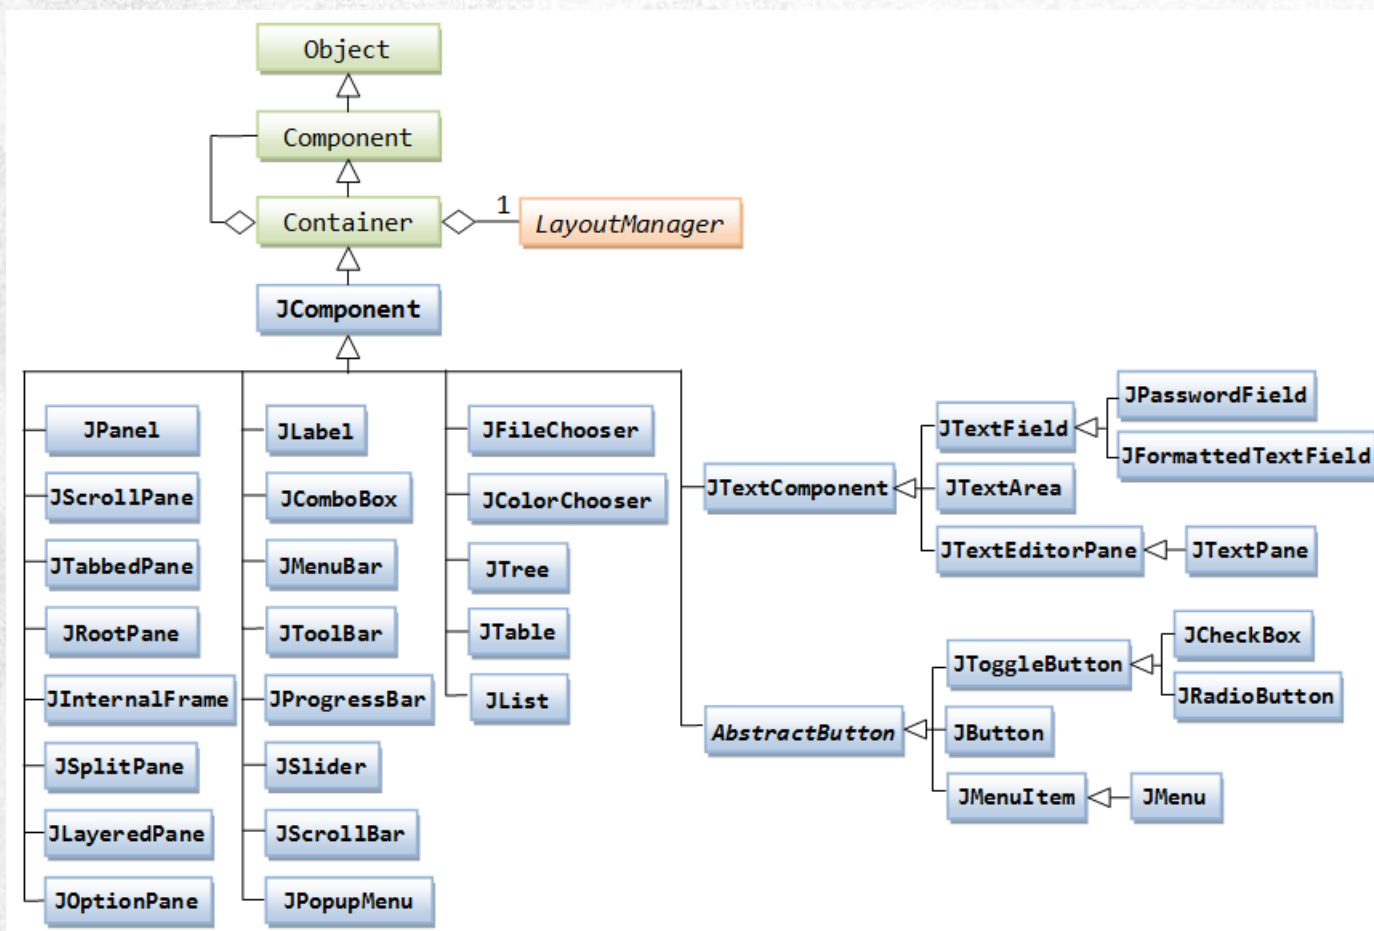 Object
Component
Container
1
LayoutManager
JComponent
JPanel
JScrollPane
JTabbedPane
JRootPane
JInternalFrame
JSplitPane
JLayeredPane
JOptionPane
JLabel
JComboBox
JMenuBar
JToolBar
JProgressBar
JSlider
JScrollBar
JPopupMenu
JFileChooser
JColorChooser
JTree
JTable
JList
JTextComponent
JTextField
JPasswordField
JFormattedTextField
JTextArea
JTextEditorPane
JTextPane
AbstractButton
JToggleButton
JCheckBox
JRadioButton
JButton
JMenuItem
JMenu